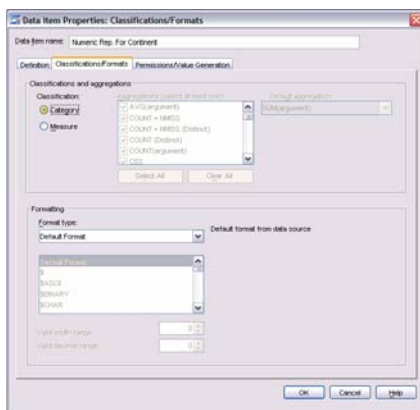 Data Item Properties: Classifications/Formats
Data item name: Numeric Rep. For Continent
Definition Classifications/Formats Permissions/Value Generation
Classifications and aggregations
Classification: Aggregations (select at least one): Default aggregation:
Category AVG(argument) SUM(argument)
Measure COUNT + NMISS
COUNT + NMISS (Distinct)
COUNT (Distinct)
COUNT(argument)
CSS
Select All Clear All
Formatting
Format type:
Default Format Default format from data source
Default Format
$
$ASCII
$BINARY
$CHAR
Valid width range: 0
Valid decimal range: 0
OK Cancel Help